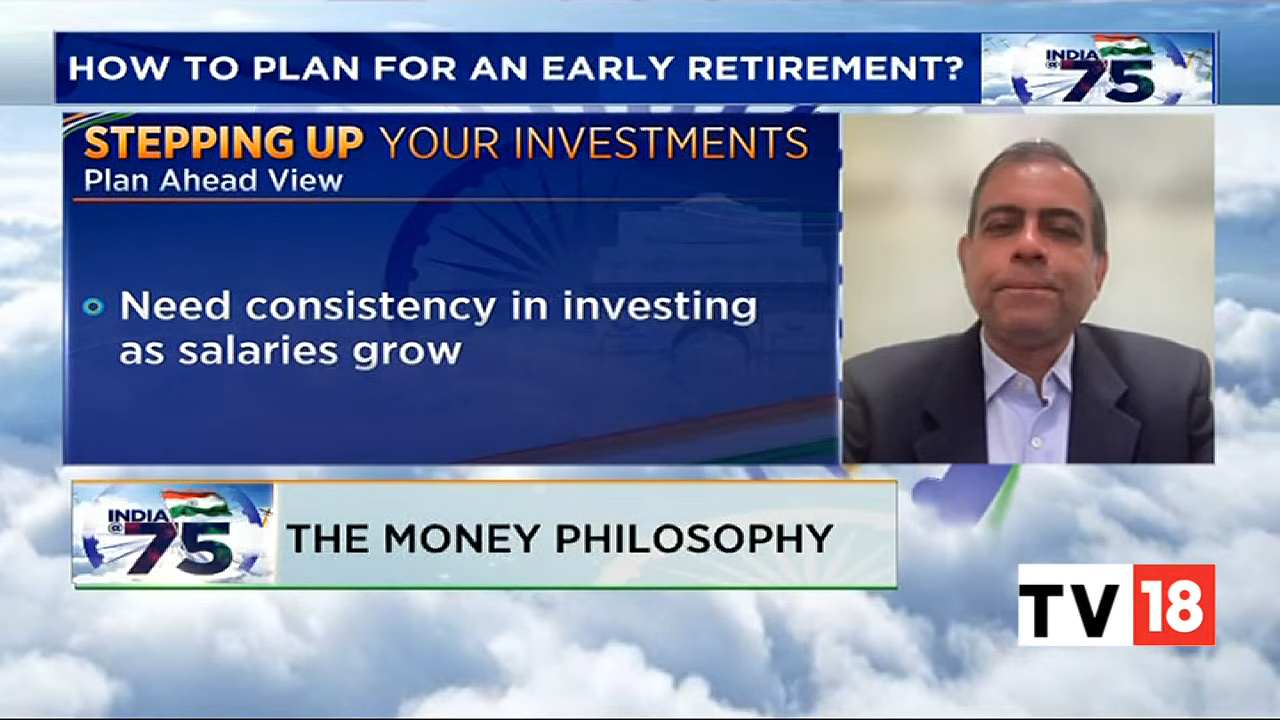 HOW TO PLAN FOR AN EARLY RETIREMENT?
INDIA
@75
STEPPING UP YOUR INVESTMENTS
Plan Ahead View
Need consistency in investing
as salaries grow
INDIA
@75
THE MONEY PHILOSOPHY
TV18